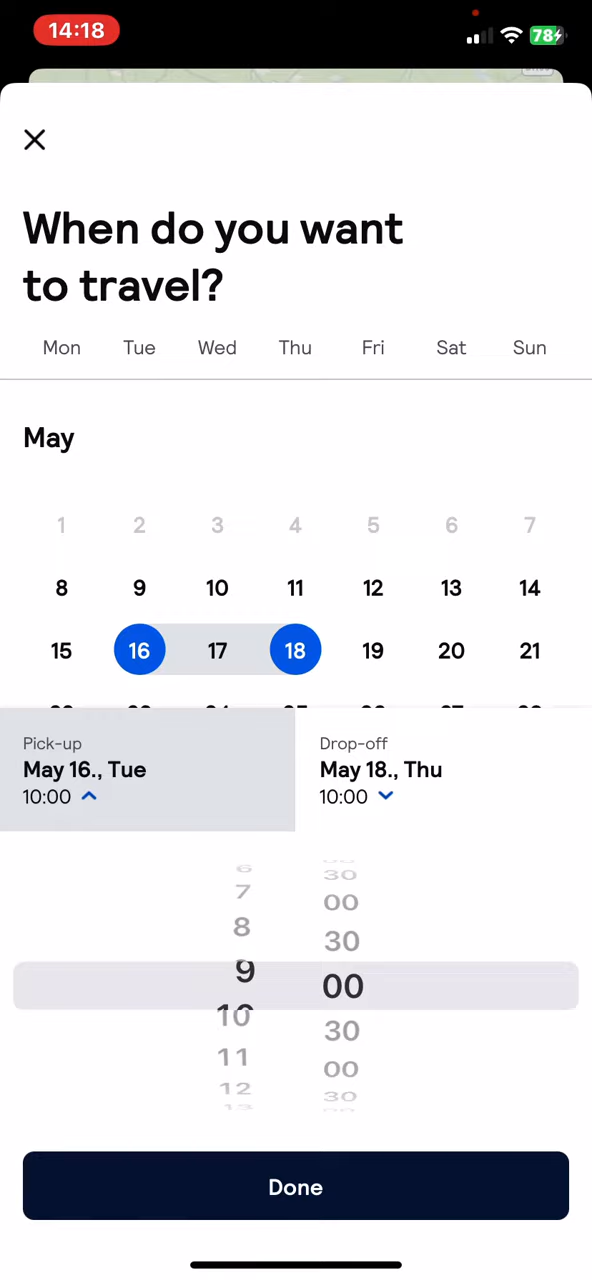 14:18
78
When do you want
to travel?
Mon Tue Wed Thu Fri Sat Sun
May
1 2 3 4 5 6 7
8 9 10 11 12 13 14
15 16 17 18 19 20 21
Pick-up
May 16., Tue
10:00
Drop-off
May 18., Thu
10:00
6 30
7 00
8 30
9 00
10 30
11 00
12 30
13
Done